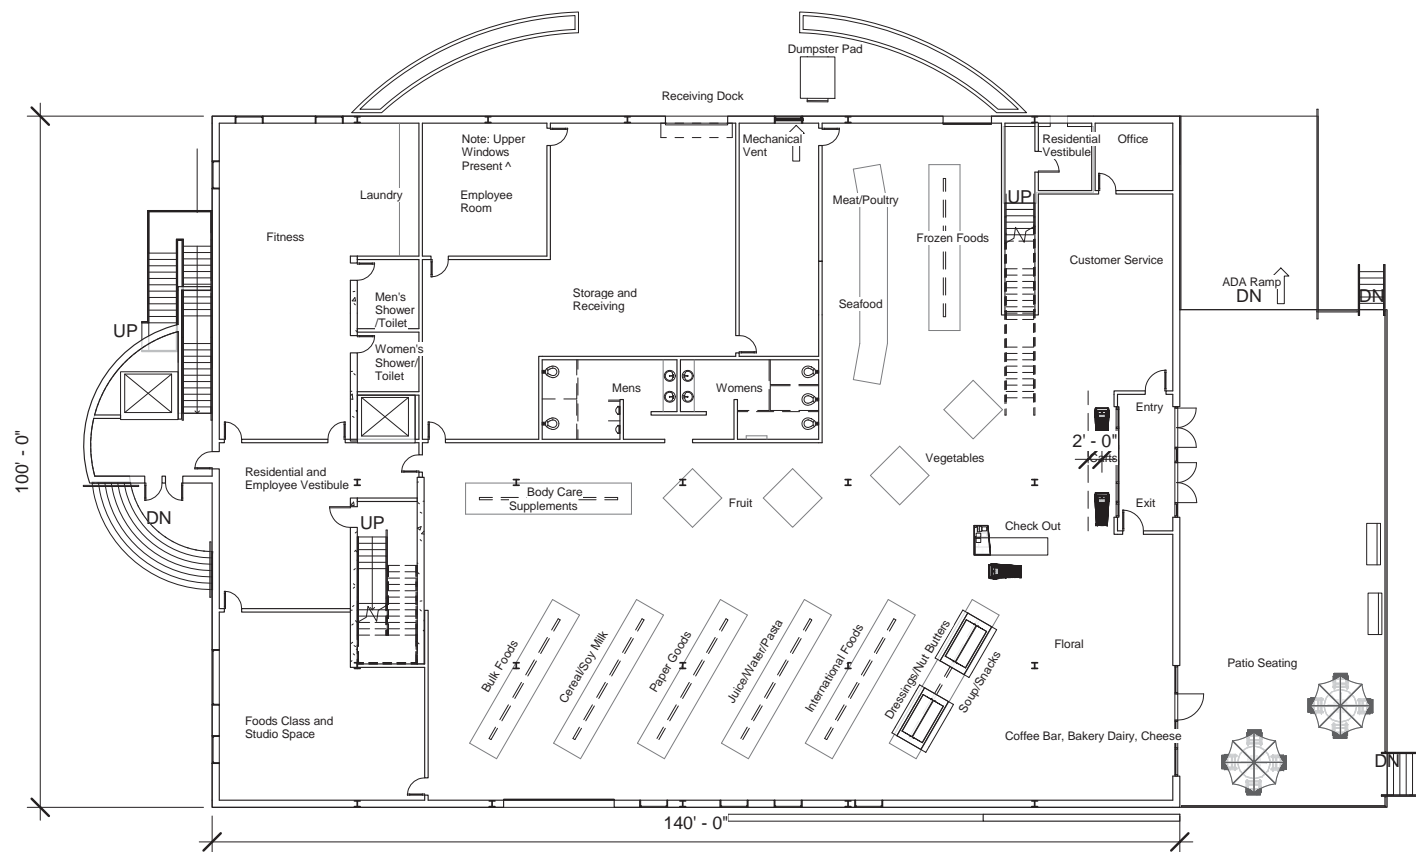 Dumpster Pad
Receiving Dock
Note: Upper
Windows
Present ^
Mechanical
Vent
Residential
Vestibule
Office
Laundry
Employee
Room
Meat/Poultry
UP
Fitness
Frozen Foods
Customer Service
Storage and
Receiving
Men's
Shower
/Toilet
Seafood
ADA Ramp
DN
DN
UP
Women's
Shower/
Toilet
Mens
Womens
Entry
2' - 0"
Carts
100' - 0"
Vegetables
Residential and
Employee Vestibule
Body Care
Supplements
Fruit
Exit
DN
UP
Check Out
Bulk Foods
Cereal/Soy Milk
Paper Goods
Juice/Water/Pasta
International Foods
Dressings/Nut Butters
Soup/Snacks
Floral
Patio Seating
Foods Class and
Studio Space
Coffee Bar, Bakery Dairy, Cheese
DN
140' - 0"